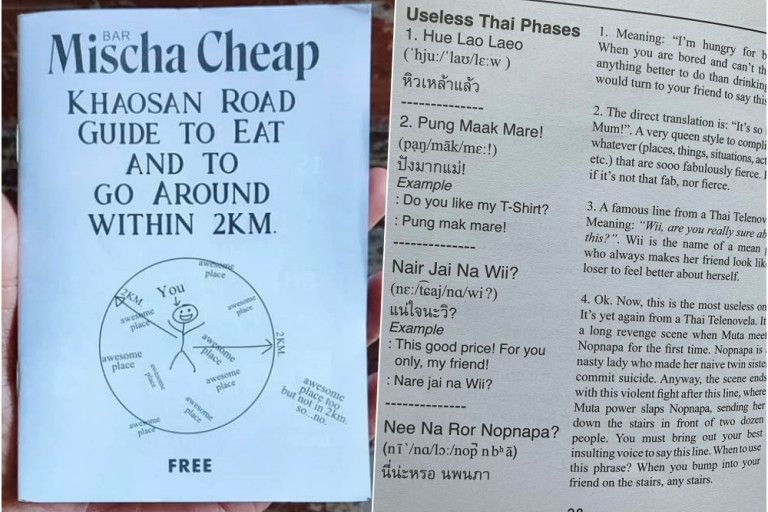 BAR
Mischa Cheap
KHAOSAN ROAD
GUIDE TO EAT
AND TO
GO AROUND
WITHIN 2KM.
awesome
place
2KM.
You
awesome
place
awesome
place
2KM.
awesome
place
awesome
place
awesome
place
awesome
place
awesome
place
awesome
place
awesome
place too
but not in 2km.
so...no.
FREE
Useless Thai Phases
1. Hue Lao Laeo
(ˈhjuː/ˈlaʊ/lɛːw )
หิวเหล้าแล้ว
--------------
2. Pung Maak Mare!
(paŋ/māk/mɛː!)
ปังมากแม่!
Example
: Do you like my T-Shirt?
: Pung mak mare!
--------------
Nair Jai Na Wii?
(nɛː/t͡ɕaj/na/wi?)
แน่ใจนะวิ?
Example
: This good price! For you
only, my friend!
: Nare jai na Wii?
--------------
Nee Na Ror Nopnapa?
นี่น่ะหรอ นพนภา
1. Meaning: “I'm hungry for b
When you are bored and can't th
anything better to do than drinking
would turn to your friend to say this
2. The direct translation is: “It's so
Mum!”. A very queen style to compli
whatever (places, things, situations, act
etc.) that are sooo fabulously fierce.
if it's not that fab, nor fierce.
3. A famous line from a Thai Telenov
Meaning: “Wii, are you really sure ab
this?”. Wii is the name of a mean
who always makes her friend look lik
loser to feel better about herself.
4. Ok. Now, this is the most useless on
It's yet again from a Thai Telenovela. It
a long revenge scene when Muta meet
Nopnapa for the first time. Nopnapa is
nasty lady who made her naive twin siste
commit suicide. Anyway, the scene ends
with this violent fight after this line, where
Muta power slaps Nopnapa, sending her
down the stairs in front of two dozen
people. You must bring out your best
insulting voice to say this line. When to use
this phrase? When you bump into your
friend on the stairs, any stairs.